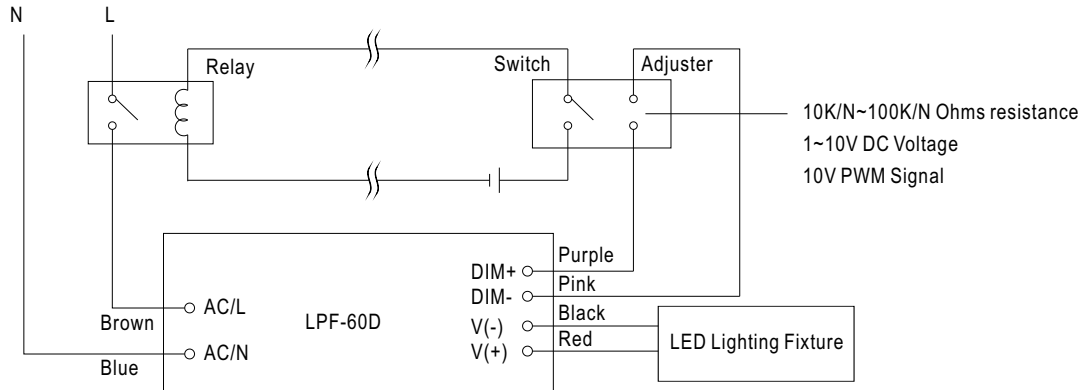 N
L
Relay
Switch
Adjuster
10K/N~100K/N Ohms resistance
1~10V DC Voltage
10V PWM Signal
Purple
DIM+
Pink
DIM-
Black
V(-)
Red
V(+)
LED Lighting Fixture
AC/L
Brown
LPF-60D
AC/N
Blue